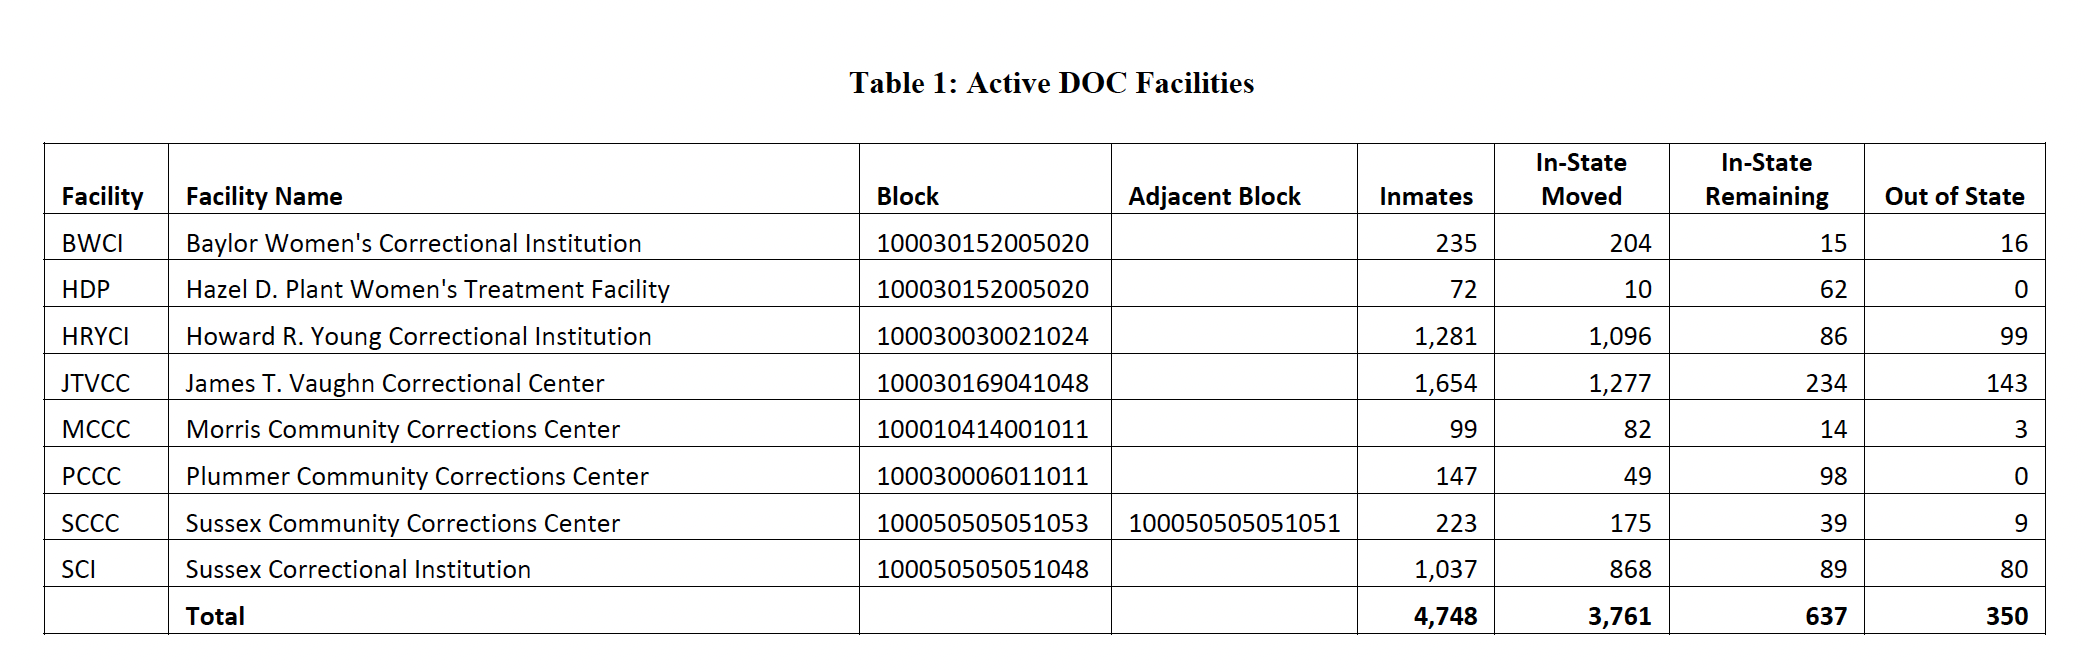 Table 1: Active DOC Facilities
In-State In-State
Facility Facility Name Block Adjacent Block Inmates Moved Remaining Out of State
BWCI Baylor Women's Correctional Institution 100030152005020 235 204 15 16
HDP Hazel D. Plant Women's Treatment Facility 100030152005020 72 10 62 0
HRYCI Howard R. Young Correctional Institution 100030030021024 1,281 1,096 86 99
JTVCC James T. Vaughn Correctional Center 100030169041048 1,654 1,277 234 143
MCCC Morris Community Corrections Center 100010414001011 99 82 14 3
PCCC Plummer Community Corrections Center 100030006011011 147 49 98 0
SCCC Sussex Community Corrections Center 100050505051053 100050505051051 223 175 39 9
SCI Sussex Correctional Institution 100050505051048 1,037 868 89 80
Total 4,748 3,761 637 350